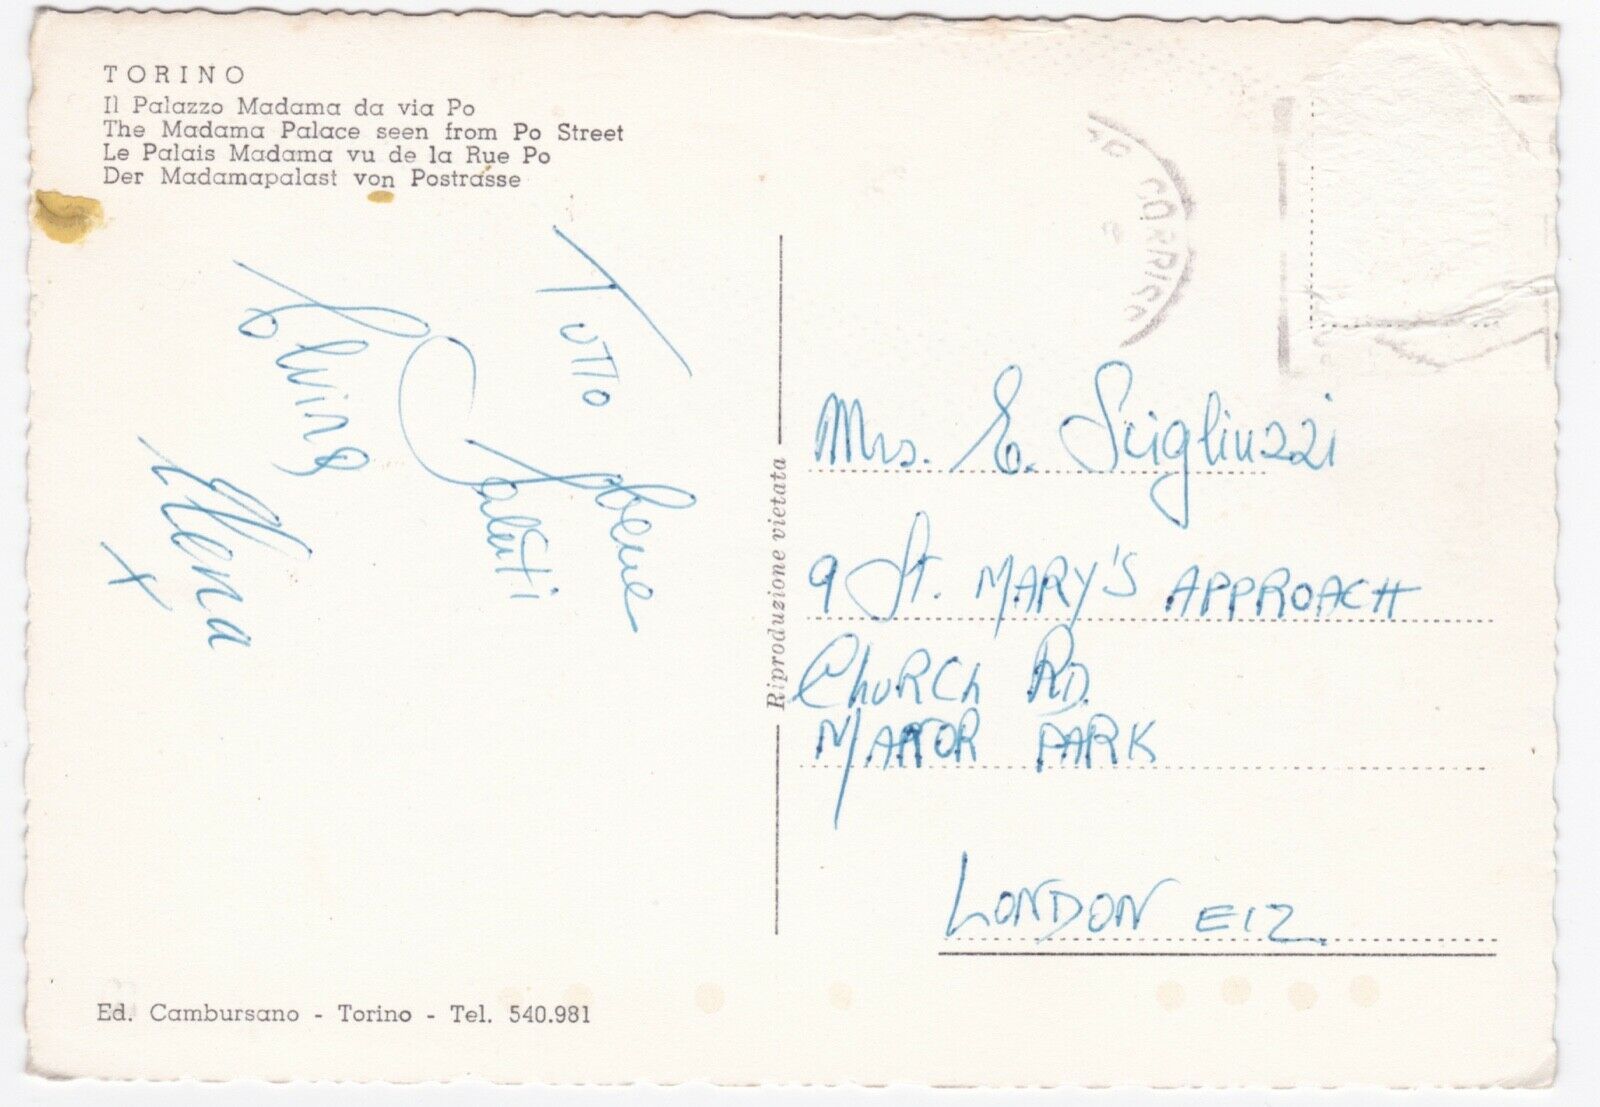 TORINO
Il Palazzo Madama da via Po
The Madama Palace seen from Po Street
Le Palais Madama vu de la Rue Po
Der Madamapalast von Postrasse
Tutto bene
Saluti
Elena
x
Riproduzione vietata
Mrs. E. Scigliuzzi
9 St. MARY'S APPROACH
CHURCH RD.
MANOR PARK
LONDON E12
Ed. Cambursano - Torino - Tel. 540.981